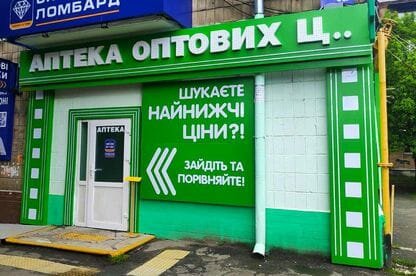 ЛОМБАРД
АПТЕКА ОПТОВИХ Ц...
ШУКАЄТЕ
НАЙНИЖЧІ
ЦІНИ?!
ЗАЙДІТЬ ТА
ПОРІВНЯЙТЕ!
АПТЕКА